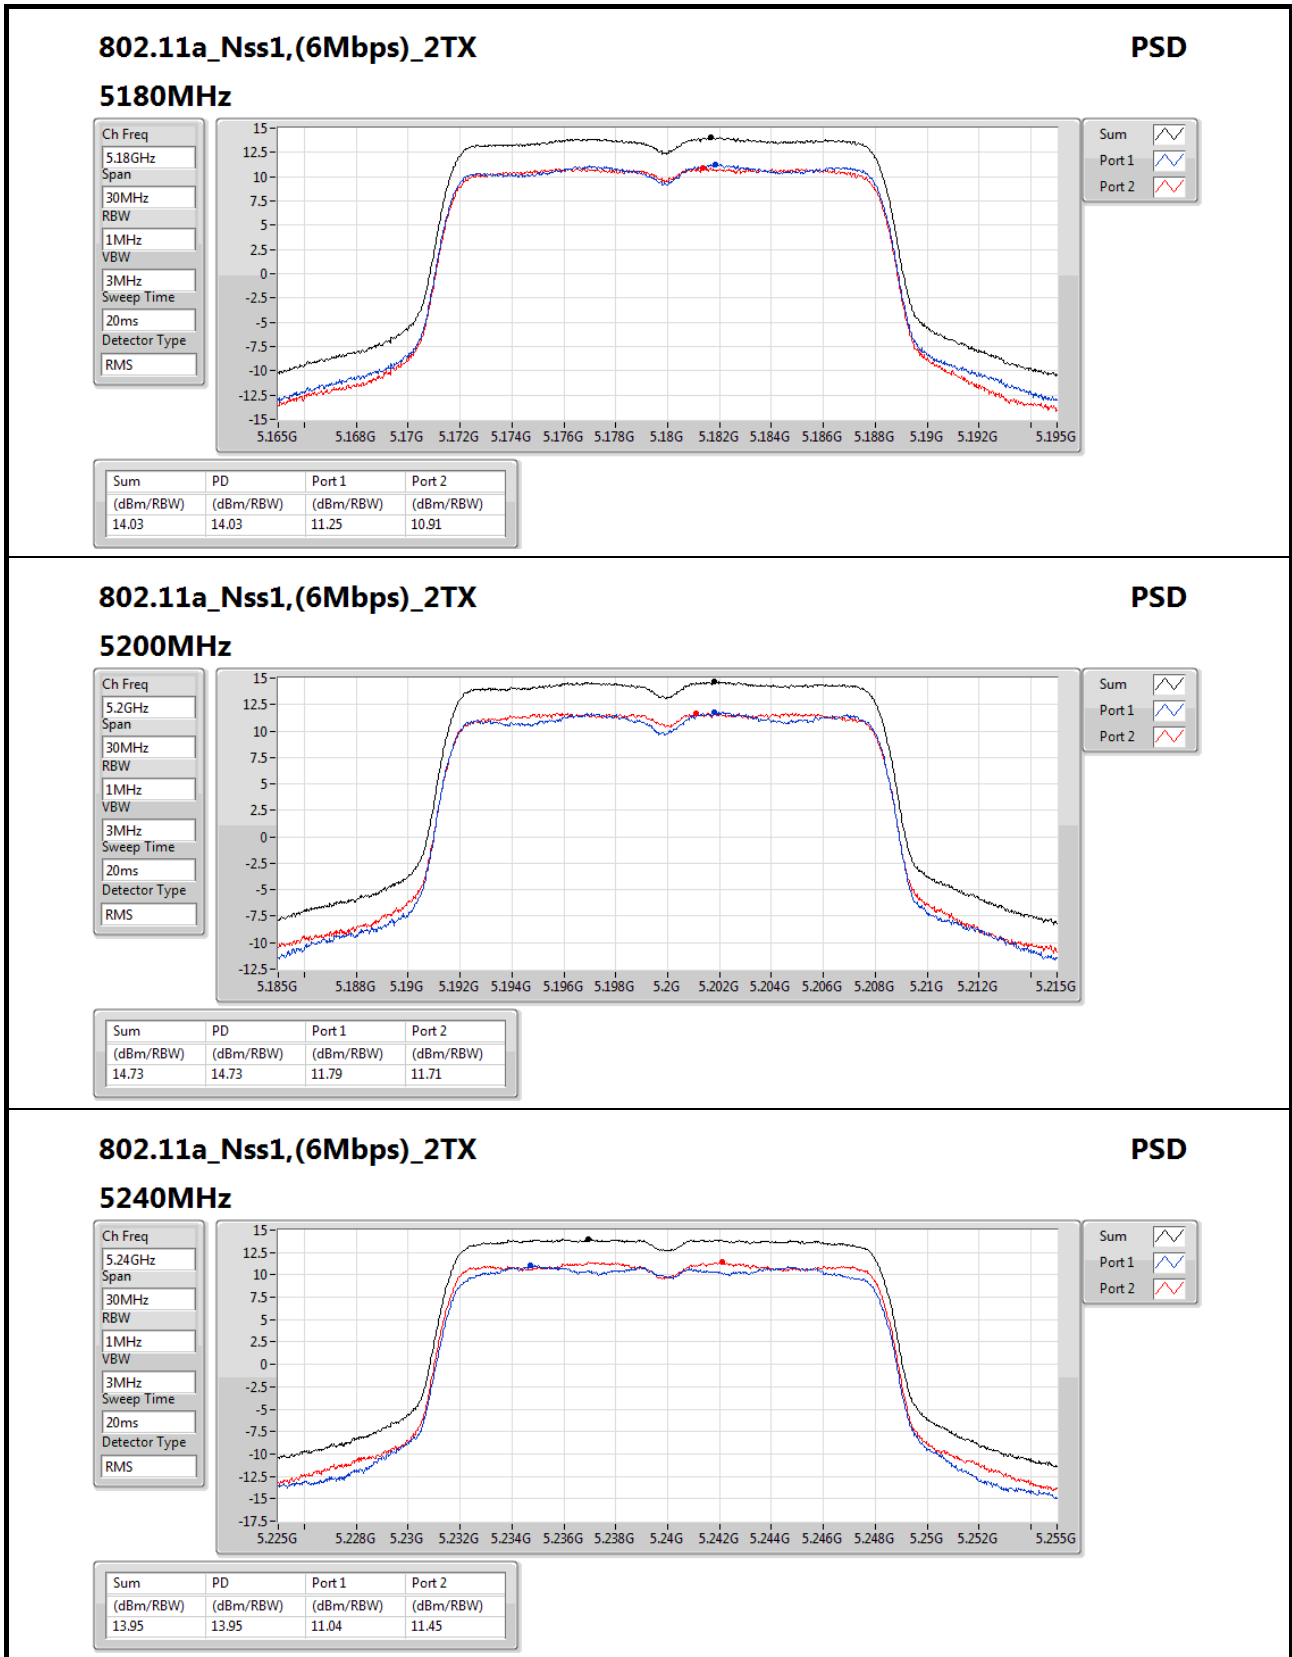 802.11a_Nss1,(6Mbps)_2TX PSD
5180MHz
Ch Freq
5.18GHz
Span
30MHz
RBW
1MHz
VBW
3MHz
Sweep Time
20ms
Detector Type
RMS
15
12.5
10
7.5
5
2.5
0
-2.5
-5
-7.5
-10
-12.5
-15
5.165G 5.168G 5.17G 5.172G 5.174G 5.176G 5.178G 5.18G 5.182G 5.184G 5.186G 5.188G 5.19G 5.192G 5.195G
Sum
Port 1
Port 2
Sum PD Port 1 Port 2
(dBm/RBW) (dBm/RBW) (dBm/RBW) (dBm/RBW)
14.03 14.03 11.25 10.91
802.11a_Nss1,(6Mbps)_2TX PSD
5200MHz
Ch Freq
5.2GHz
Span
30MHz
RBW
1MHz
VBW
3MHz
Sweep Time
20ms
Detector Type
RMS
15
12.5
10
7.5
5
2.5
0
-2.5
-5
-7.5
-10
-12.5
5.185G 5.188G 5.19G 5.192G 5.194G 5.196G 5.198G 5.2G 5.202G 5.204G 5.206G 5.208G 5.21G 5.212G 5.215G
Sum
Port 1
Port 2
Sum PD Port 1 Port 2
(dBm/RBW) (dBm/RBW) (dBm/RBW) (dBm/RBW)
14.73 14.73 11.79 11.71
802.11a_Nss1,(6Mbps)_2TX PSD
5240MHz
Ch Freq
5.24GHz
Span
30MHz
RBW
1MHz
VBW
3MHz
Sweep Time
20ms
Detector Type
RMS
15
12.5
10
7.5
5
2.5
0
-2.5
-5
-7.5
-10
-12.5
-15
-17.5
5.225G 5.228G 5.23G 5.232G 5.234G 5.236G 5.238G 5.24G 5.242G 5.244G 5.246G 5.248G 5.25G 5.252G 5.255G
Sum
Port 1
Port 2
Sum PD Port 1 Port 2
(dBm/RBW) (dBm/RBW) (dBm/RBW) (dBm/RBW)
13.95 13.95 11.04 11.45